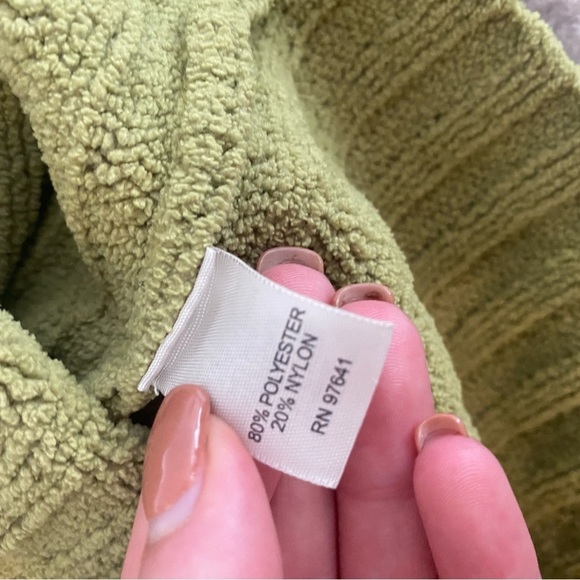 80% POLYESTER
20% NYLON
RN 97641